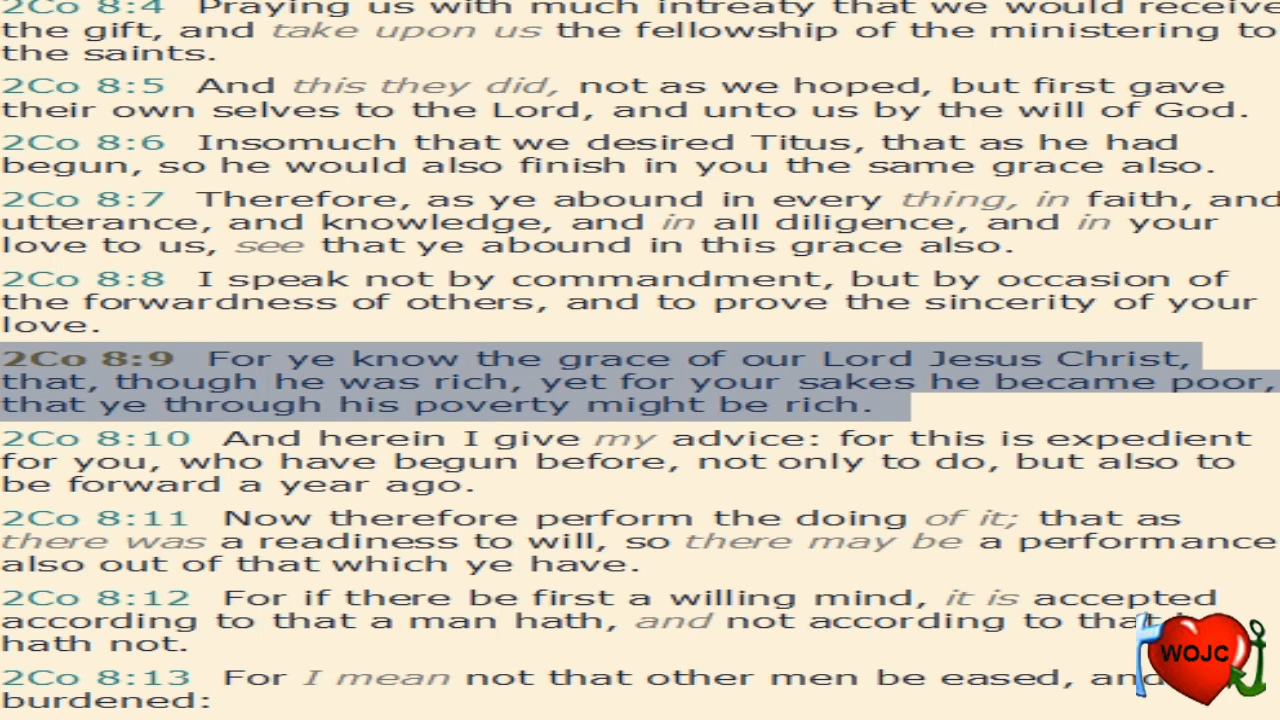 2Co 8:4 Praying us with much intreaty that we would receive
the gift, and take upon us the fellowship of the ministering to
the saints.
2Co 8:5 And this they did, not as we hoped, but first gave
their own selves to the Lord, and unto us by the will of God.
2Co 8:6 Insomuch that we desired Titus, that as he had
begun, so he would also finish in you the same grace also.
2Co 8:7 Therefore, as ye abound in every thing, in faith, and
utterance, and knowledge, and in all diligence, and in your
love to us, see that ye abound in this grace also.
2Co 8:8 I speak not by commandment, but by occasion of
the forwardness of others, and to prove the sincerity of your
love.
2Co 8:9 For ye know the grace of our Lord Jesus Christ,
that, though he was rich, yet for your sakes he became poor,
that ye through his poverty might be rich.
2Co 8:10 And herein I give my advice: for this is expedient
for you, who have begun before, not only to do, but also to
be forward a year ago.
2Co 8:11 Now therefore perform the doing of it; that as
there was a readiness to will, so there may be a performance
also out of that which ye have.
2Co 8:12 For if there be first a willing mind, it is accepted
according to that a man hath, and not according to that
hath not.
2Co 8:13 For I mean not that other men be eased, and
burdened:
WOJC